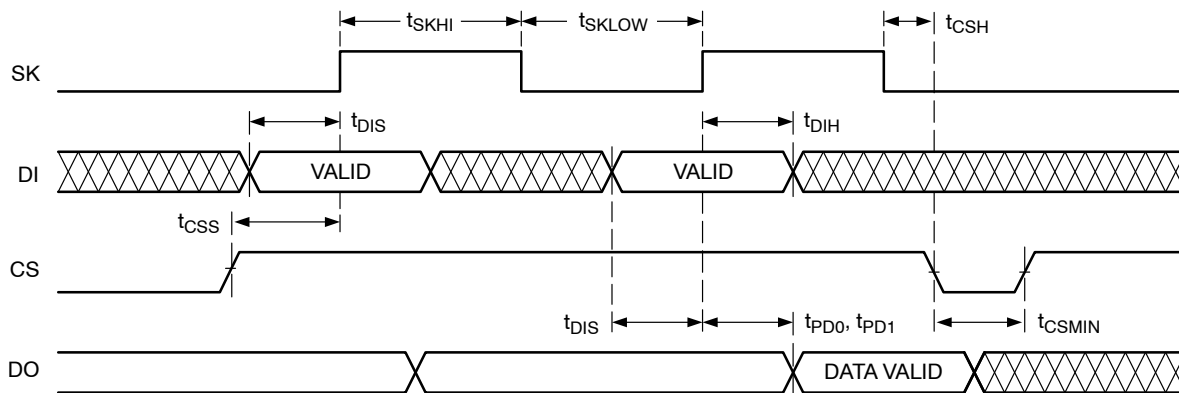 tSKHI tSKLOW tCSH
SK
tDIS tDIH
DI VALID VALID
tCSS
CS
tDIS tPD0, tPD1 tCSMIN
DO DATA VALID